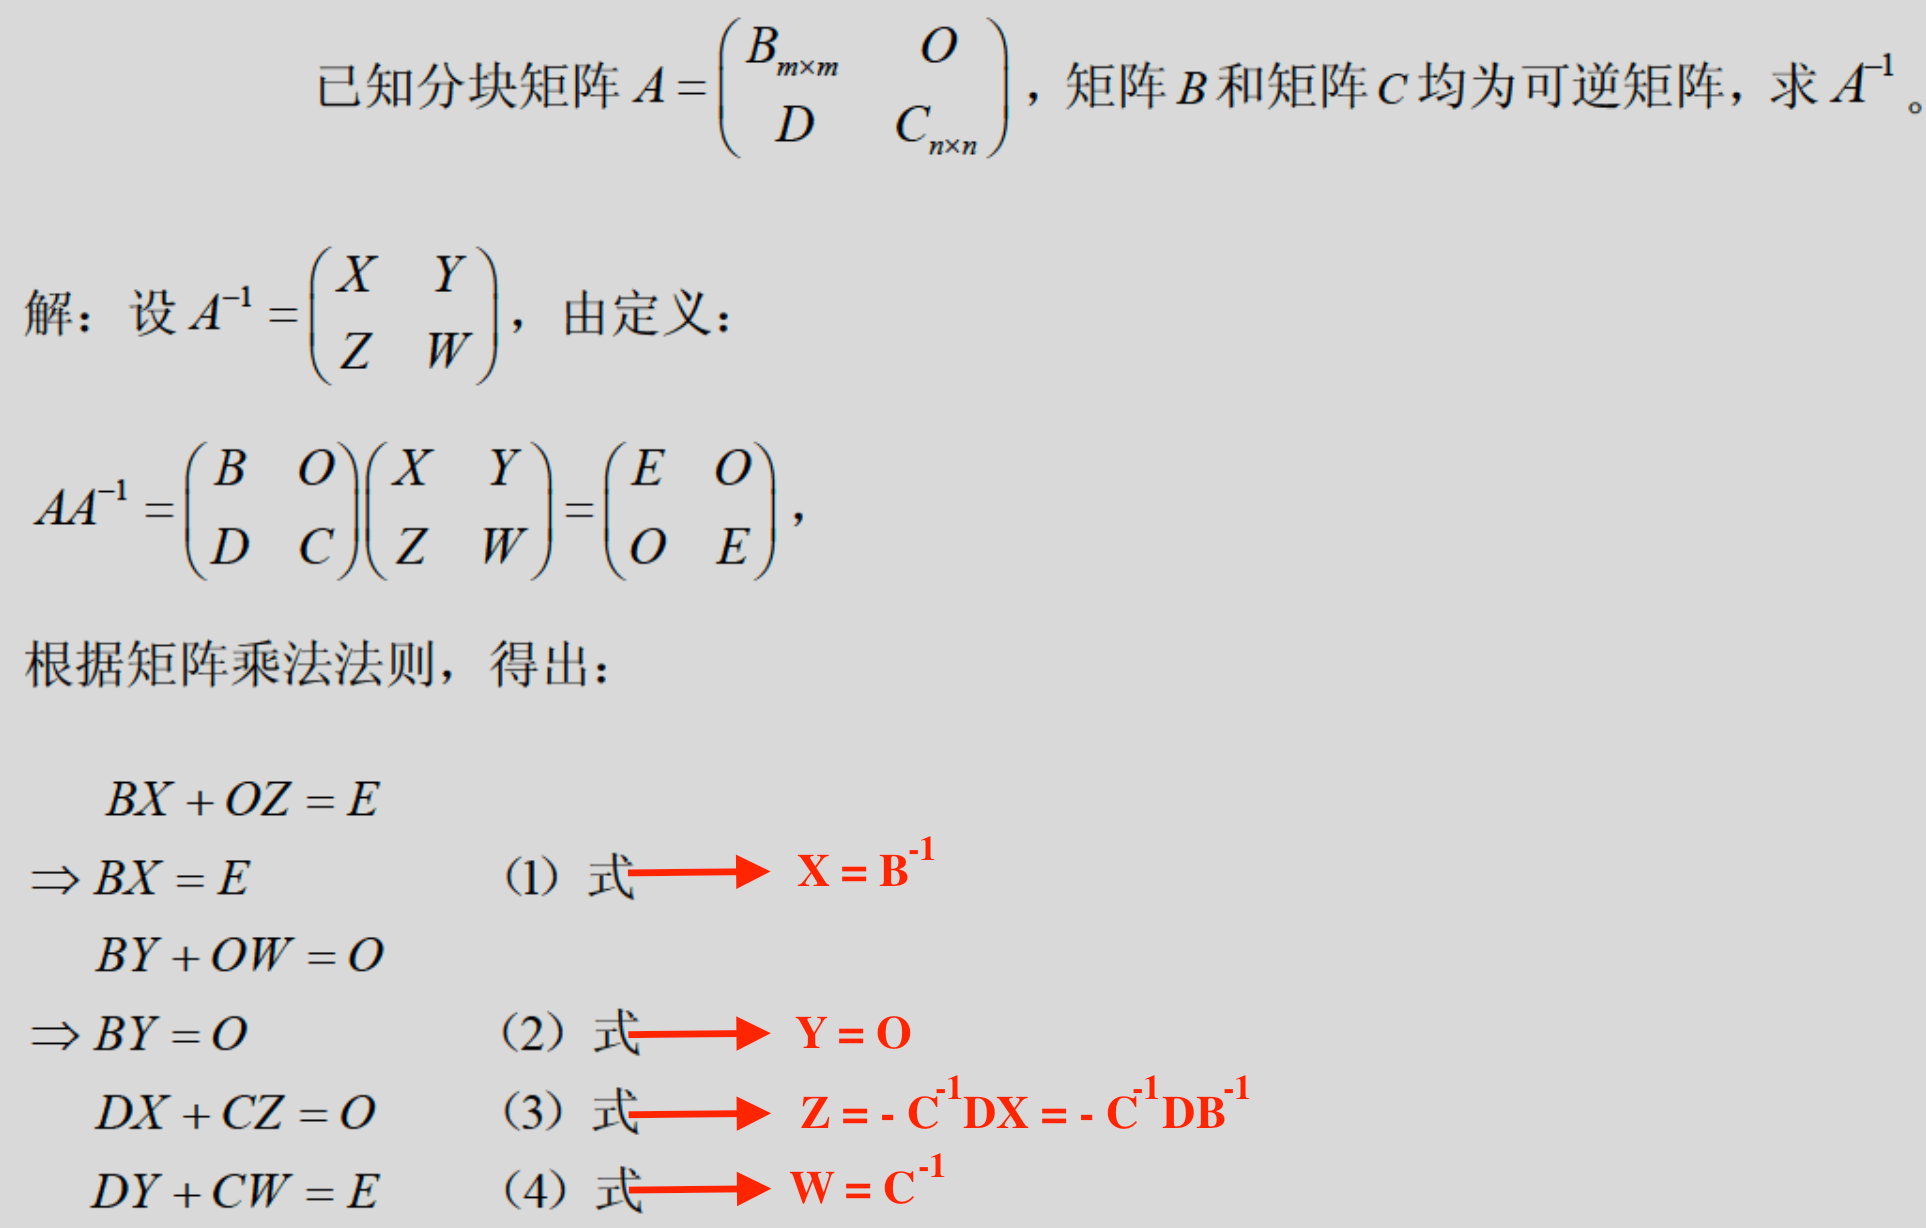 已知分块矩阵 A = \begin{pmatrix} B_{m×m} & O \\ D & C_{n×n} \end{pmatrix}，矩阵 B 和矩阵 C 均为可逆矩阵，求 A^{-1}。
解：设 A^{-1} = \begin{pmatrix} X & Y \\ Z & W \end{pmatrix}，由定义：
AA^{-1} = \begin{pmatrix} B & O \\ D & C \end{pmatrix} \begin{pmatrix} X & Y \\ Z & W \end{pmatrix} = \begin{pmatrix} E & O \\ O & E \end{pmatrix}，
根据矩阵乘法法则，得出：
BX + OZ = E
⇒ BX = E （1）式 → X = B^{-1}
BY + OW = O
⇒ BY = O （2）式 → Y = O
DX + CZ = O （3）式 → Z = - C^{-1}DX = - C^{-1}DB^{-1}
DY + CW = E （4）式 → W = C^{-1}